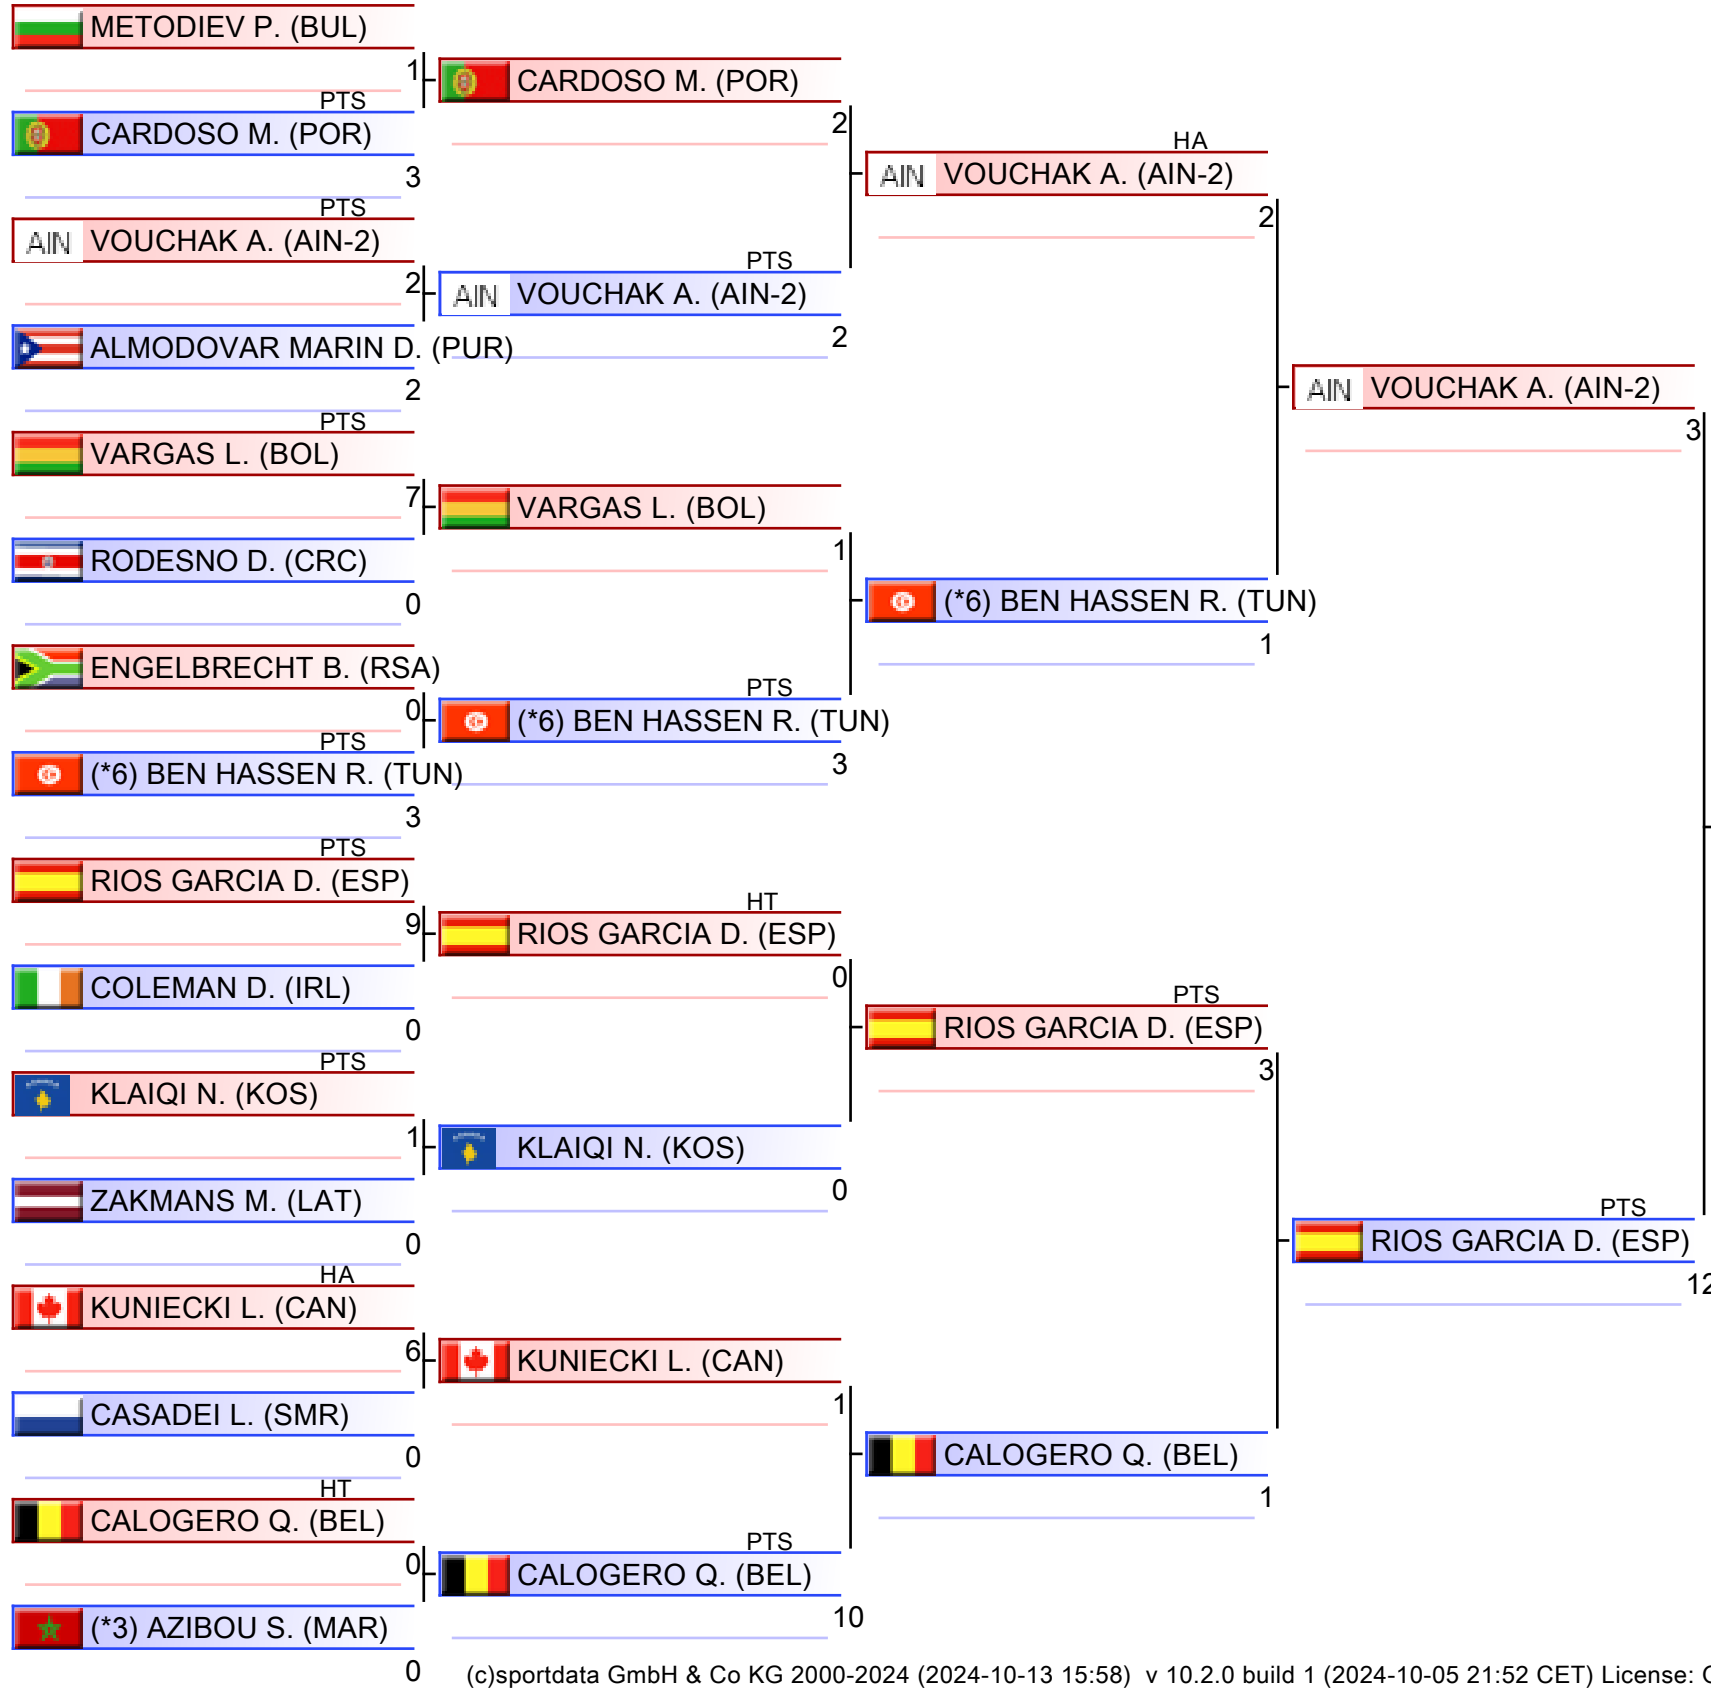 METODIEV P. (BUL)
1
PTS
CARDOSO M. (POR)
3
PTS
AIN VOUCHAK A. (AIN-2)
2
ALMODOVAR MARIN D. (PUR)
2
PTS
VARGAS L. (BOL)
7
RODESNO D. (CRC)
0
ENGELBRECHT B. (RSA)
0
PTS
(*6) BEN HASSEN R. (TUN)
3
PTS
RIOS GARCIA D. (ESP)
9
COLEMAN D. (IRL)
0
PTS
KLAIQI N. (KOS)
1
ZAKMANS M. (LAT)
0
HA
KUNIECKI L. (CAN)
6
CASADEI L. (SMR)
0
HT
CALOGERO Q. (BEL)
0
(*3) AZIBOU S. (MAR)
0
CARDOSO M. (POR)
2
PTS
AIN VOUCHAK A. (AIN-2)
2
VARGAS L. (BOL)
1
PTS
(*6) BEN HASSEN R. (TUN)
3
HT
RIOS GARCIA D. (ESP)
0
KLAIQI N. (KOS)
0
KUNIECKI L. (CAN)
1
PTS
CALOGERO Q. (BEL)
10
HA
AIN VOUCHAK A. (AIN-2)
2
(*6) BEN HASSEN R. (TUN)
1
PTS
RIOS GARCIA D. (ESP)
3
CALOGERO Q. (BEL)
1
AIN VOUCHAK A. (AIN-2)
3
PTS
RIOS GARCIA D. (ESP)
12
(c)sportdata GmbH & Co KG 2000-2024 (2024-10-13 15:58) v 10.2.0 build 1 (2024-10-05 21:52 CET) License: